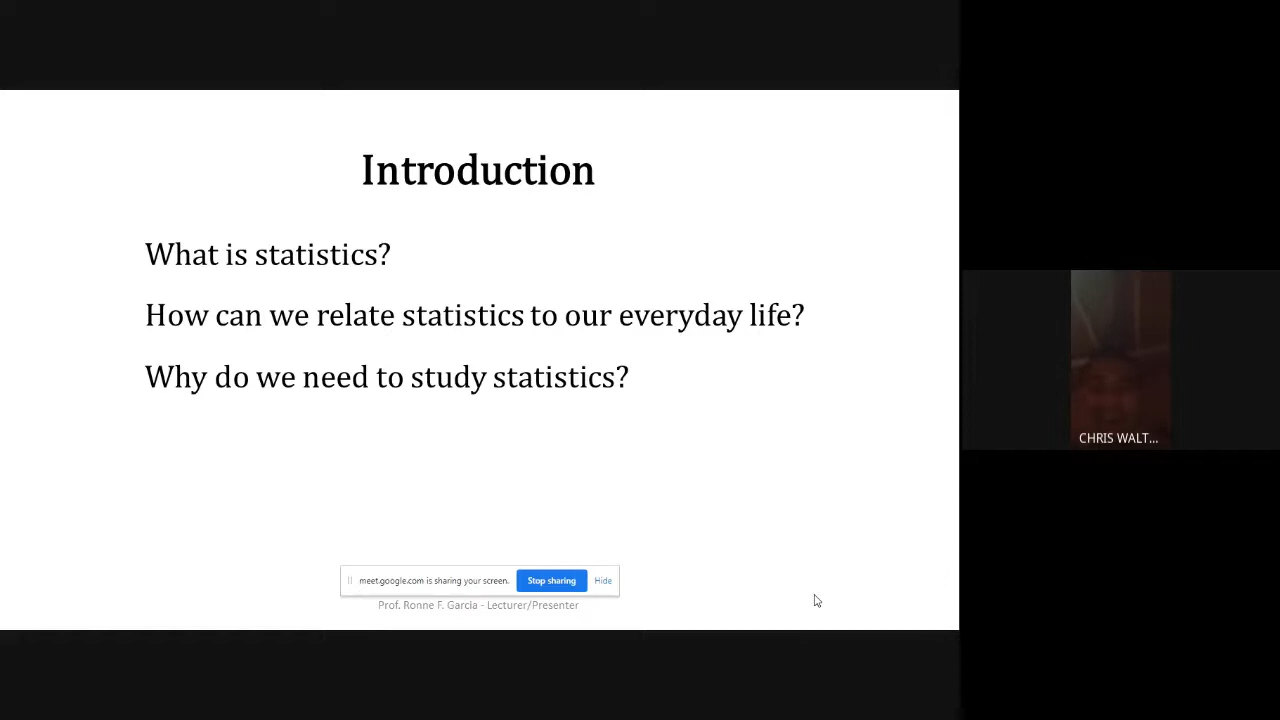 Introduction
What is statistics?
How can we relate statistics to our everyday life?
Why do we need to study statistics?
meet.google.com is sharing your screen. Stop sharing Hide
Prof. Ronne F. Garcia - Lecturer/Presenter
CHRIS WALT...